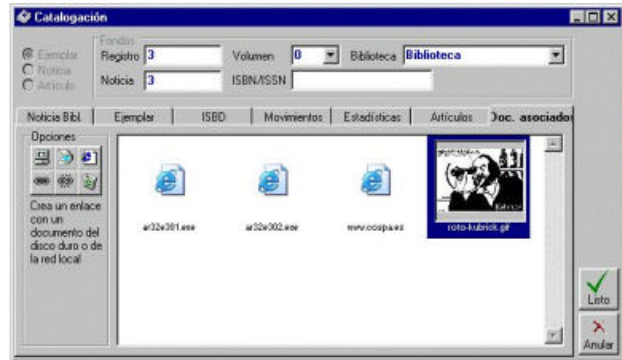 Catalogación
Fondos
Ejemplar
Noticia
Artículo
Registro 3
Volumen 0
Biblioteca Biblioteca
Noticia 3
ISBN/ISSN
Noticia Bibl. Ejemplar ISBD Movimientos Estadísticas Artículos Doc. asociados
Opciones
Crea un enlace
con un
documento del
disco duro o de
la red local
ar32e301.exe
ar32e302.exe
www.cospa.es
roto-kubrick.gif
Listo
Anular